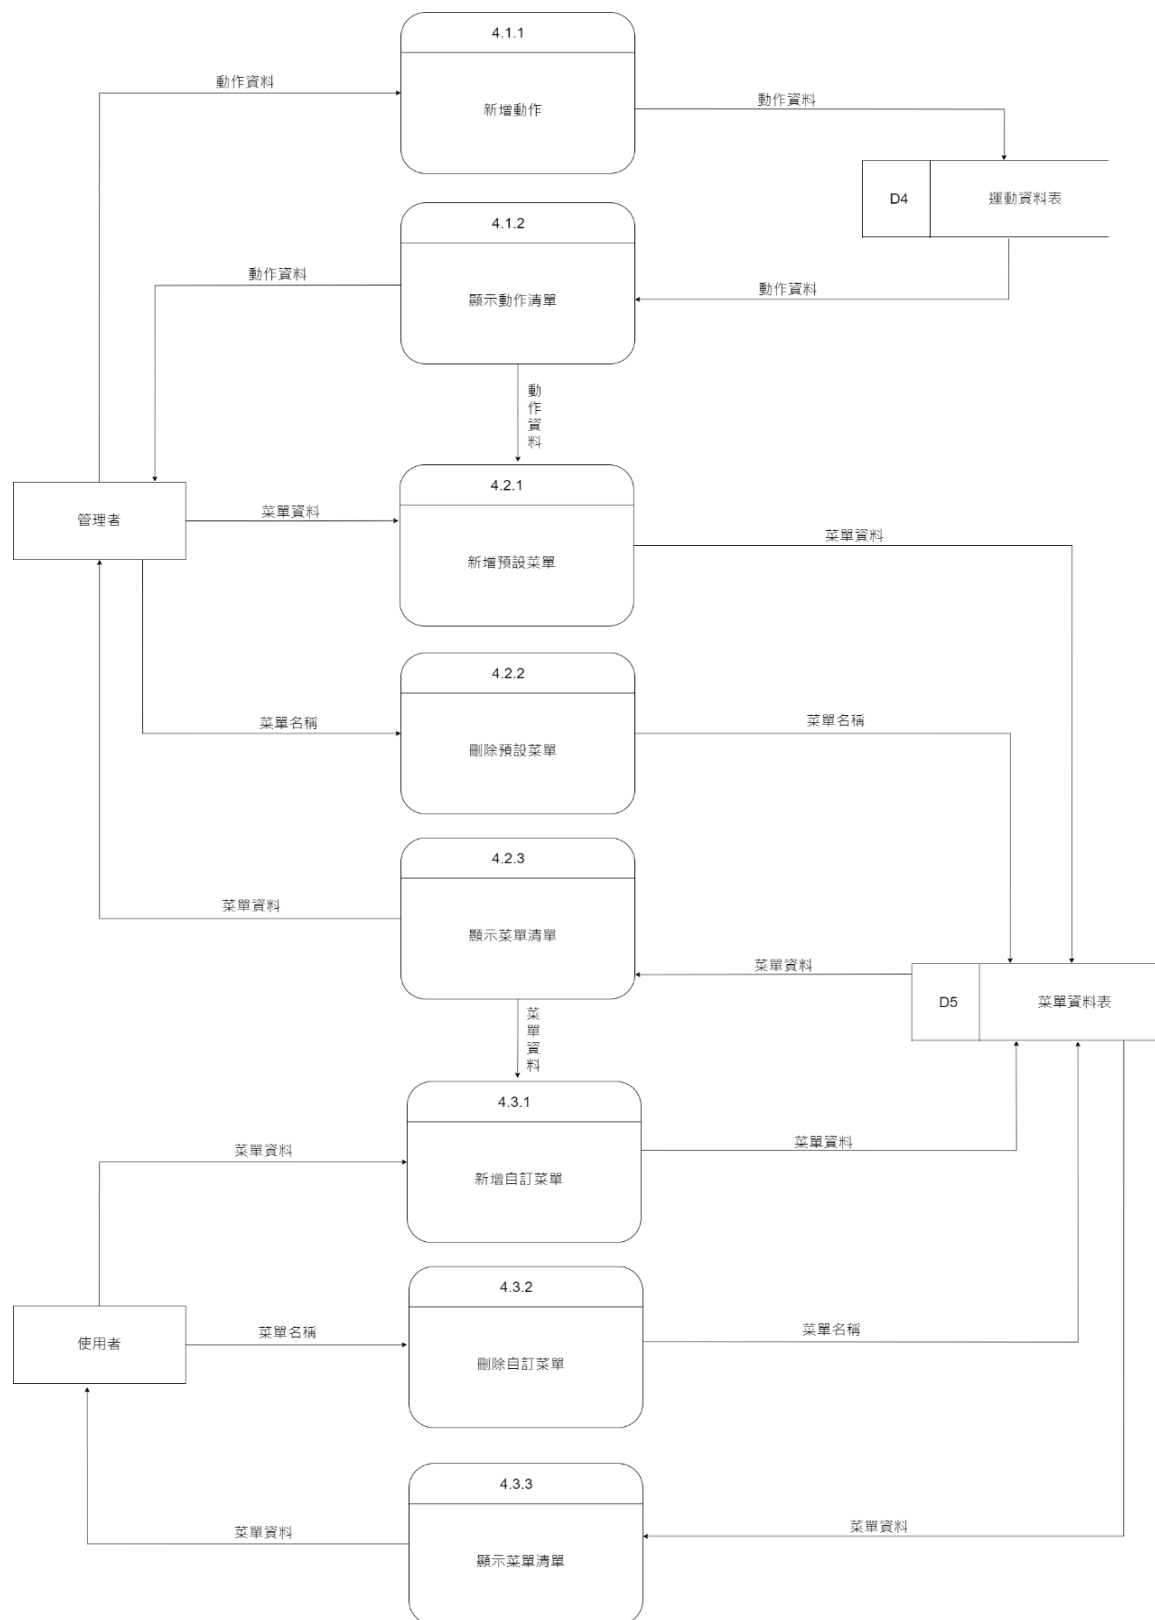 4.1.1
動作資料
新增動作
動作資料
D4
運動資料表
4.1.2
動作資料
顯示動作清單
動作資料
動作資料
4.2.1
管理者
菜單資料
新增預設菜單
菜單資料
4.2.2
菜單名稱
刪除預設菜單
菜單名稱
4.2.3
菜單資料
顯示菜單清單
菜單資料
D5
菜單資料表
菜單資料
4.3.1
菜單資料
新增自訂菜單
菜單資料
4.3.2
使用者
菜單名稱
刪除自訂菜單
菜單名稱
4.3.3
菜單資料
顯示菜單清單
菜單資料